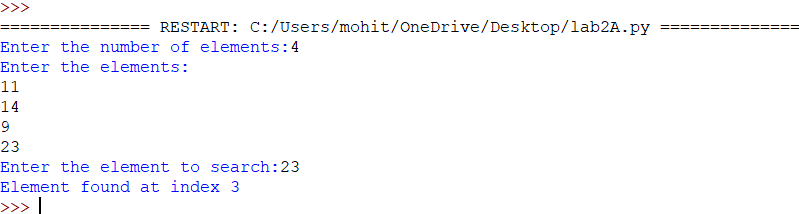 >>>
=============== RESTART: C:/Users/mohit/OneDrive/Desktop/lab2A.py ==============
Enter the number of elements:4
Enter the elements:
11
14
9
23
Enter the element to search:23
Element found at index 3
>>>